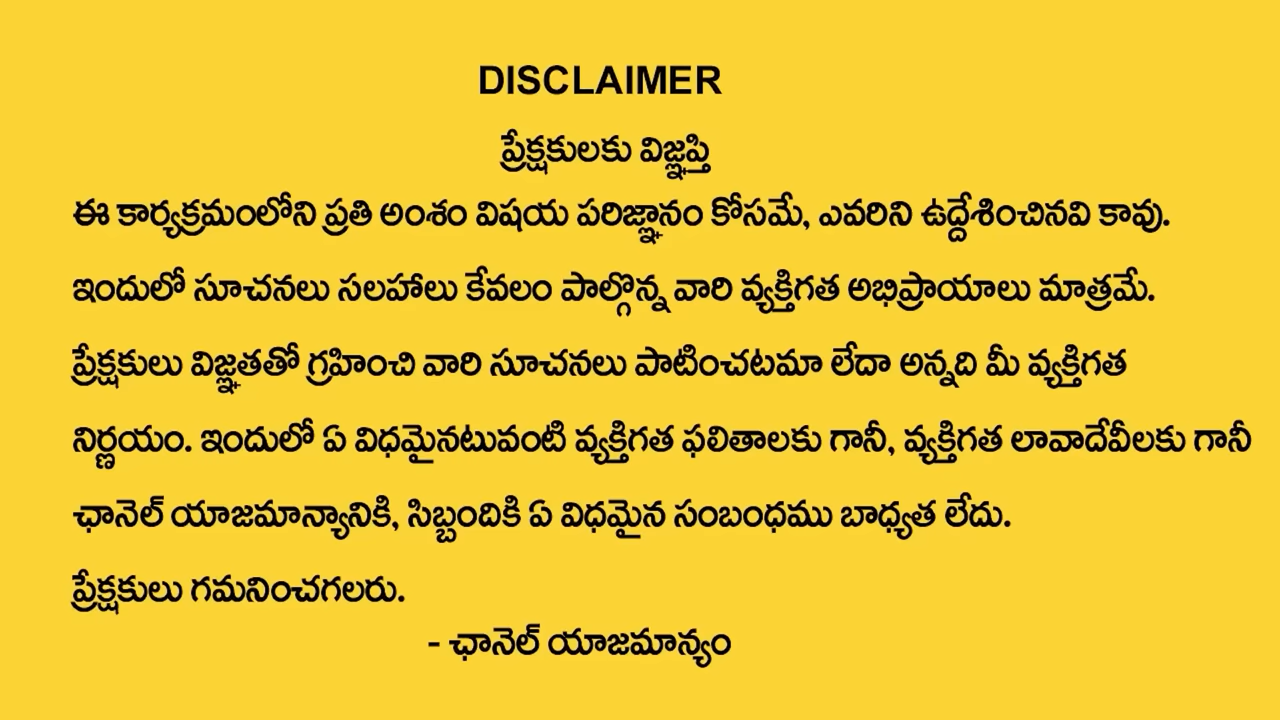 DISCLAIMER
ప్రేక్షకులకు విజ్ఞప్తి
ఈ కార్యక్రమంలోని ప్రతి అంశం విషయ పరిజ్ఞానం కోసమే, ఎవరిని ఉద్దేశించినవి కావు.
ఇందులో సూచనలు సలహాలు కేవలం పాల్గొన్న వారి వ్యక్తిగత అభిప్రాయాలు మాత్రమే.
ప్రేక్షకులు విజ్ఞతతో గ్రహించి వారి సూచనలు పాటించటమా లేదా అన్నది మీ వ్యక్తిగత
నిర్ణయం. ఇందులో ఏ విధమైనటువంటి వ్యక్తిగత ఫలితాలకు గానీ, వ్యక్తిగత లావాదేవీలకు గానీ
ఛానెల్ యాజమాన్యానికి, సిబ్బందికి ఏ విధమైన సంబంధము బాధ్యత లేదు.
ప్రేక్షకులు గమనించగలరు.
- ఛానెల్ యాజమాన్యం